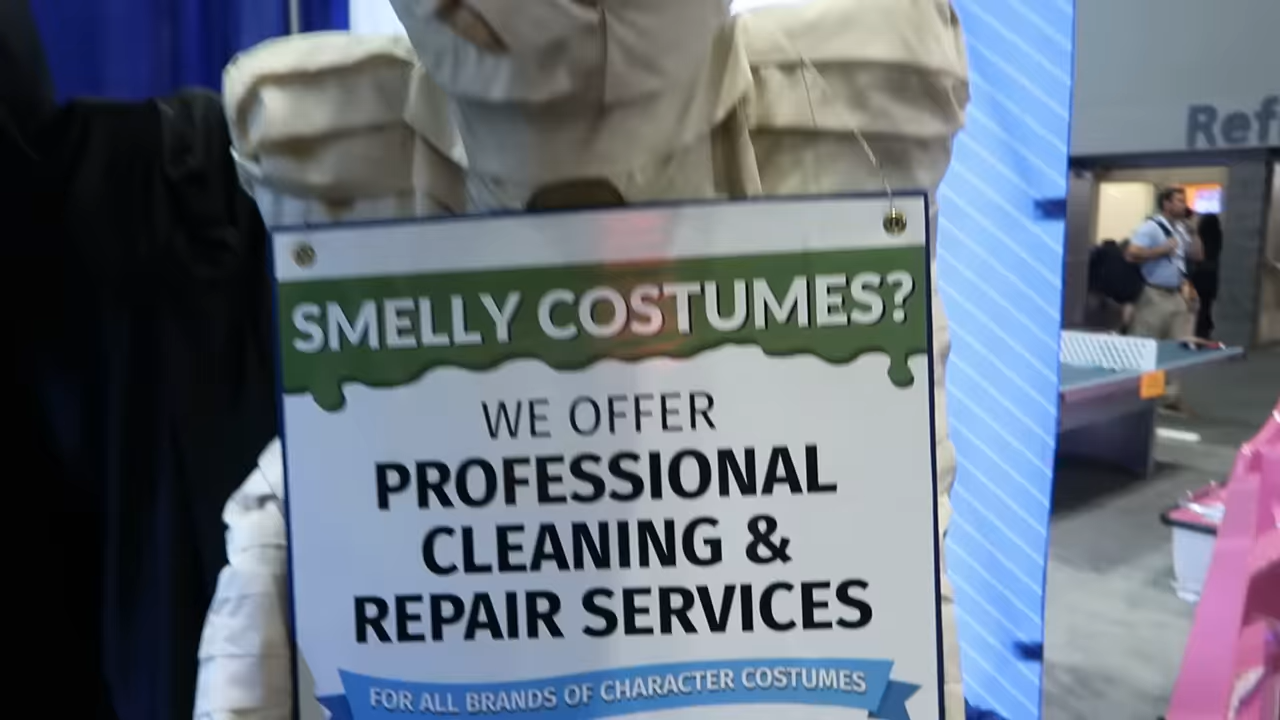 Ref
SMELLY COSTUMES?
WE OFFER
PROFESSIONAL
CLEANING &
REPAIR SERVICES
FOR ALL BRANDS OF CHARACTER COSTUMES